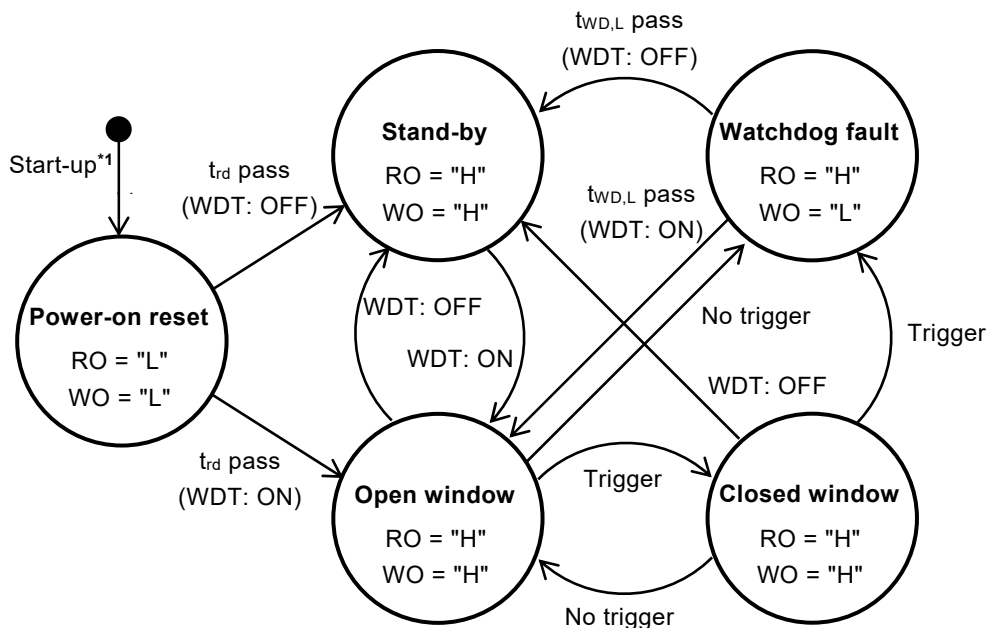 tWD,L pass
(WDT: OFF)
Stand-by
RO = "H"
WO = "H"
Watchdog fault
RO = "H"
WO = "L"
Start-up*1
trd pass
(WDT: OFF)
tWD,L pass
(WDT: ON)
Power-on reset
RO = "L"
WO = "L"
WDT: OFF
WDT: ON
No trigger
Trigger
WDT: OFF
trd pass
(WDT: ON)
Open window
RO = "H"
WO = "H"
Trigger
Closed window
RO = "H"
WO = "H"
No trigger